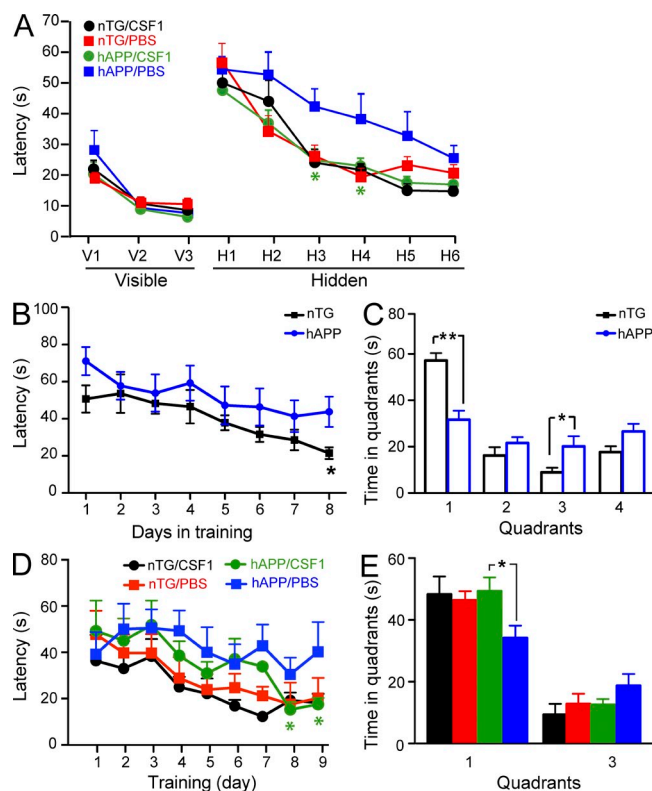 A
nTG/CSF1
nTG/PBS
hAPP/CSF1
hAPP/PBS
Latency (s)
70
60
50
40
30
20
10
0
*
*
V1 V2 V3 H1 H2 H3 H4 H5 H6
Visible Hidden
B
nTG
hAPP
Latency (s)
100
80
60
40
20
0
*
1 2 3 4 5 6 7 8
Days in training
C
nTG
hAPP
Time in quadrants (s)
80
60
40
20
0
**
*
1 2 3 4
Quadrants
D
nTG/CSF1
nTG/PBS
hAPP/CSF1
hAPP/PBS
Latency (s)
80
60
40
20
0
*
*
1 2 3 4 5 6 7 8 9
Training (day)
E
Time in quadrants (s)
60
40
20
0
*
1 3
Quadrants